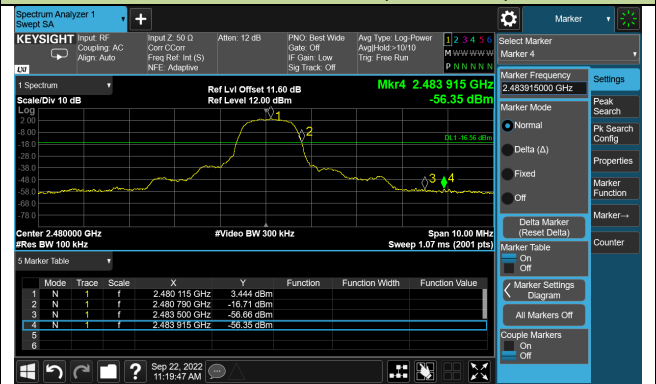 Spectrum Analyzer 1
Swept SA
Marker
KEYSIGHT
Input: RF
Coupling: AC
Align: Auto
Input Z: 50 Ω
Corr CCorr
Freq Ref: Int (S)
NFE: Adaptive
Atten: 12 dB
PNO: Best Wide
Gate: Off
IF Gain: Low
Sig Track: Off
Avg Type: Log-Power
Avg|Hold:>10/10
Trig: Free Run
1 2 3 4 5 6
M W W W W W
P N N N N N
LXI
Select Marker
Marker 4
1 Spectrum
Scale/Div 10 dB
Ref Lvl Offset 11.60 dB
Ref Level 12.00 dBm
Mkr4 2.483 915 GHz
-56.35 dBm
Log
2.00
-8.00
-18.0
-28.0
-38.0
-48.0
-58.0
-68.0
-78.0
1
2
DL1 -16.56 dBm
3
4
Center 2.480000 GHz
#Res BW 100 kHz
#Video BW 300 kHz
Span 10.00 MHz
Sweep 1.07 ms (2001 pts)
5 Marker Table
Mode Trace Scale X Y Function Function Width Function Value
1 N 1 f 2.480 115 GHz 3.444 dBm
2 N 1 f 2.480 790 GHz -16.71 dBm
3 N 1 f 2.483 500 GHz -56.66 dBm
4 N 1 f 2.483 915 GHz -56.35 dBm
5
6
Marker Frequency
2.483915000 GHz
Marker Mode
Normal
Delta (Δ)
Fixed
Off
Delta Marker
(Reset Delta)
Marker Table
On
Off
Marker Settings
Diagram
All Markers Off
Couple Markers
On
Off
Settings
Peak
Search
Pk Search
Config
Properties
Marker
Function
Marker→
Counter
Sep 22, 2022
11:19:47 AM